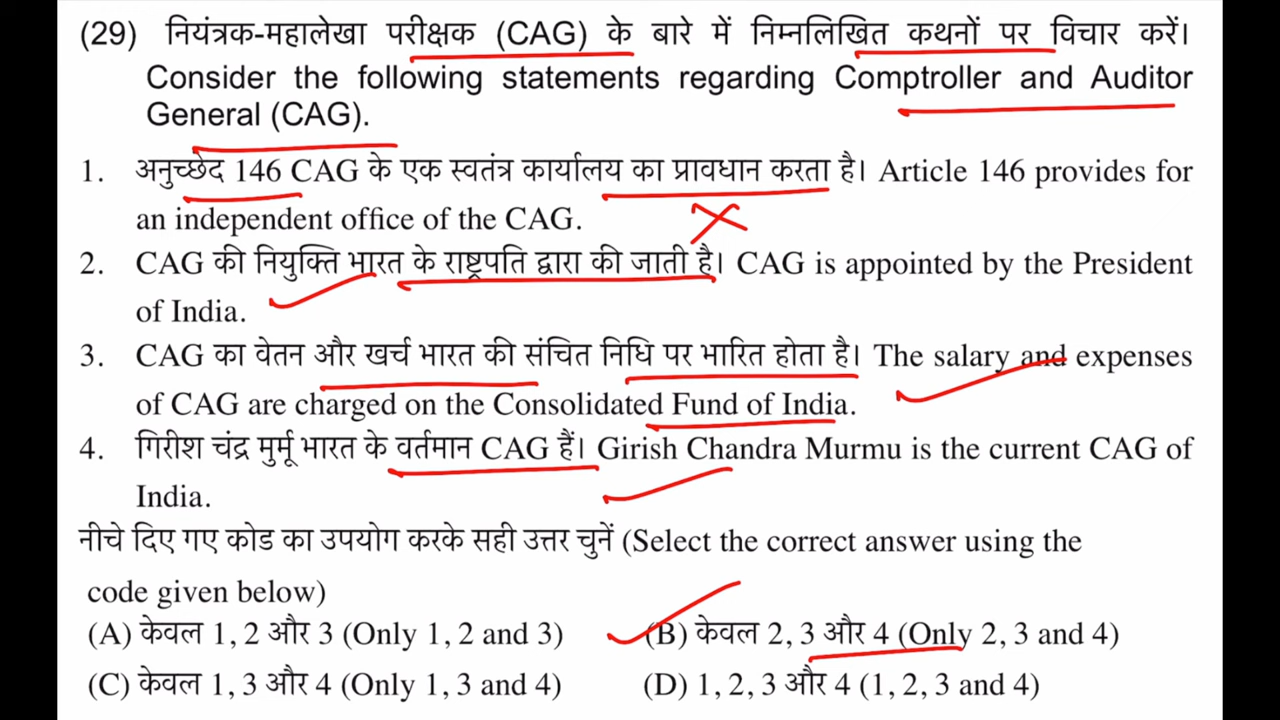 (29) नियंत्रक-महालेखा परीक्षक (CAG) के बारे में निम्नलिखित कथनों पर विचार करें।
Consider the following statements regarding Comptroller and Auditor
General (CAG).
1. अनुच्छेद 146 CAG के एक स्वतंत्र कार्यालय का प्रावधान करता है। Article 146 provides for
an independent office of the CAG.
2. CAG की नियुक्ति भारत के राष्ट्रपति द्वारा की जाती है। CAG is appointed by the President
of India.
3. CAG का वेतन और खर्च भारत की संचित निधि पर भारित होता है। The salary and expenses
of CAG are charged on the Consolidated Fund of India.
4. गिरीश चंद्र मुर्मू भारत के वर्तमान CAG हैं। Girish Chandra Murmu is the current CAG of
India.
नीचे दिए गए कोड का उपयोग करके सही उत्तर चुनें (Select the correct answer using the
code given below)
(A) केवल 1, 2 और 3 (Only 1, 2 and 3) (B) केवल 2, 3 और 4 (Only 2, 3 and 4)
(C) केवल 1, 3 और 4 (Only 1, 3 and 4) (D) 1, 2, 3 और 4 (1, 2, 3 and 4)